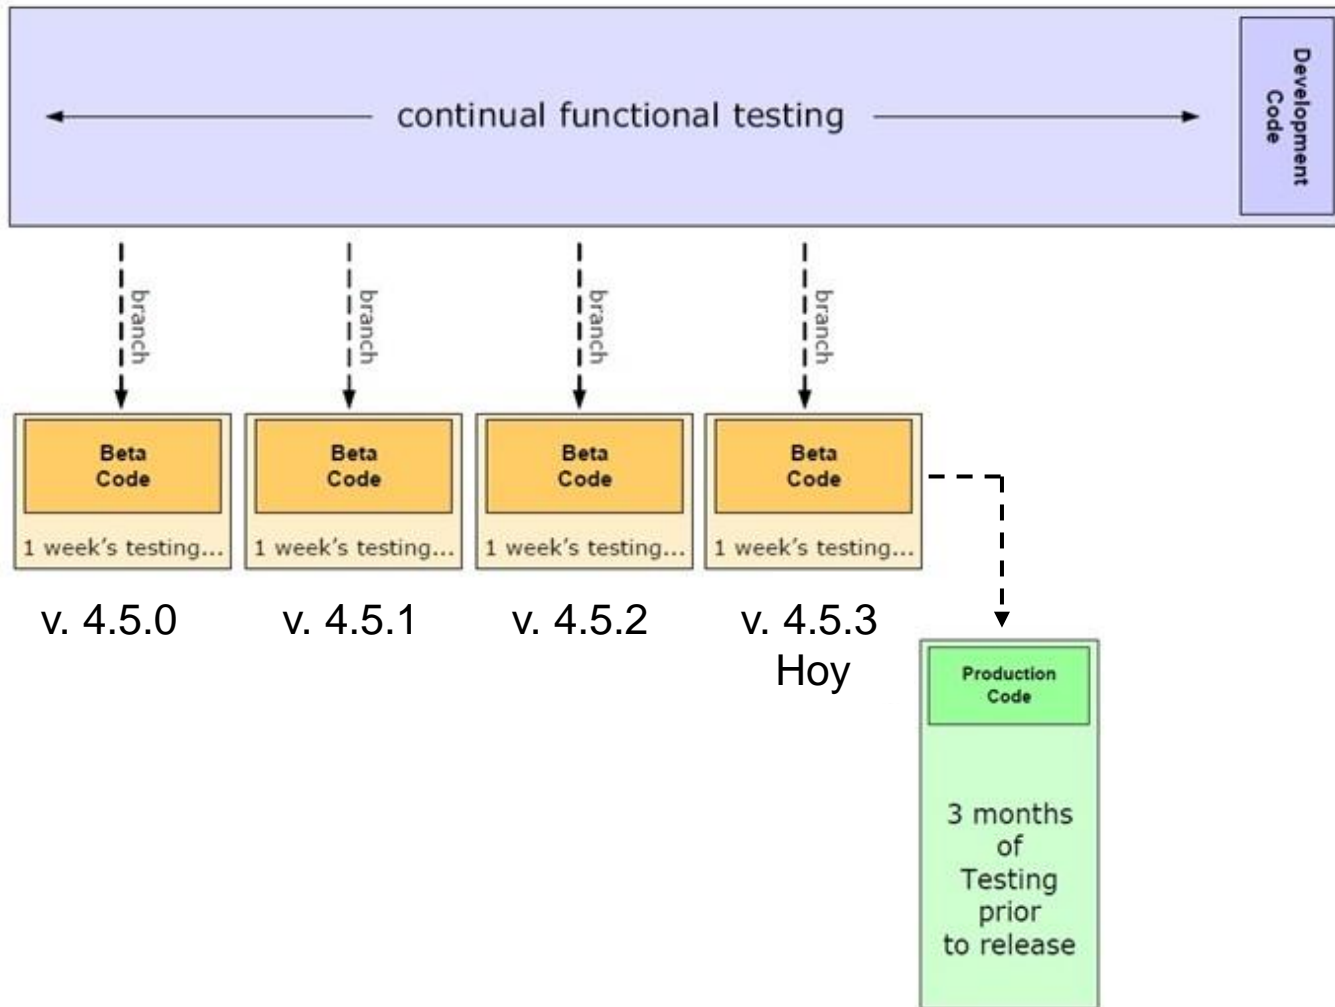 continual functional testing
Development
Code
branch
branch
branch
branch
Beta
Code
1 week's testing...
Beta
Code
1 week's testing...
Beta
Code
1 week's testing...
Beta
Code
1 week's testing...
v. 4.5.0
v. 4.5.1
v. 4.5.2
v. 4.5.3
Hoy
Production
Code
3 months
of
Testing
prior
to release